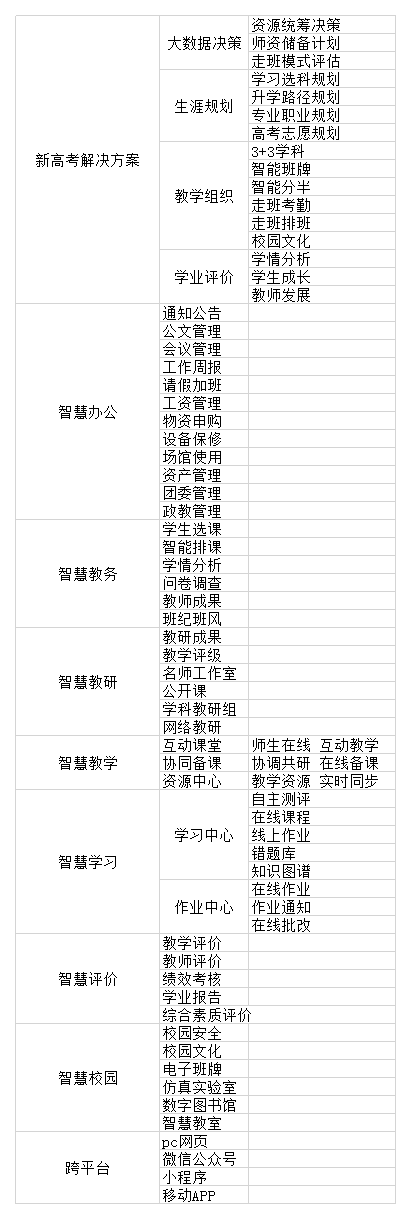 新高考解决方案
大数据决策
资源统筹决策
师资储备计划
走班模式评估
生涯规划
学习选科规划
升学路径规划
专业职业规划
高考志愿规划
教学组织
3+3学科
智能班牌
智能分半
走班考勤
走班排班
校园文化
学业评价
学情分析
学生成长
教师发展
智慧办公
通知公告
公文管理
会议管理
工作周报
请假加班
工资管理
物资申购
设备保修
场馆使用
资产管理
团委管理
政教管理
智慧教务
学生选课
智能排课
学情分析
问卷调查
教师成果
班纪班风
智慧教研
教研成果
教学评级
名师工作室
公开课
学科教研组
网络教研
智慧教学
互动课堂 师生在线 互动教学
协同备课 协调共研 在线备课
资源中心 教学资源 实时同步
智慧学习
学习中心
自主测评
在线课程
线上作业
错题库
知识图谱
作业中心
在线作业
作业通知
在线批改
智慧评价
教学评价
教师评价
绩效考核
学业报告
综合素质评价
智慧校园
校园安全
校园文化
电子班牌
仿真实验室
数字图书馆
智慧教室
跨平台
pc网页
微信公众号
小程序
移动APP